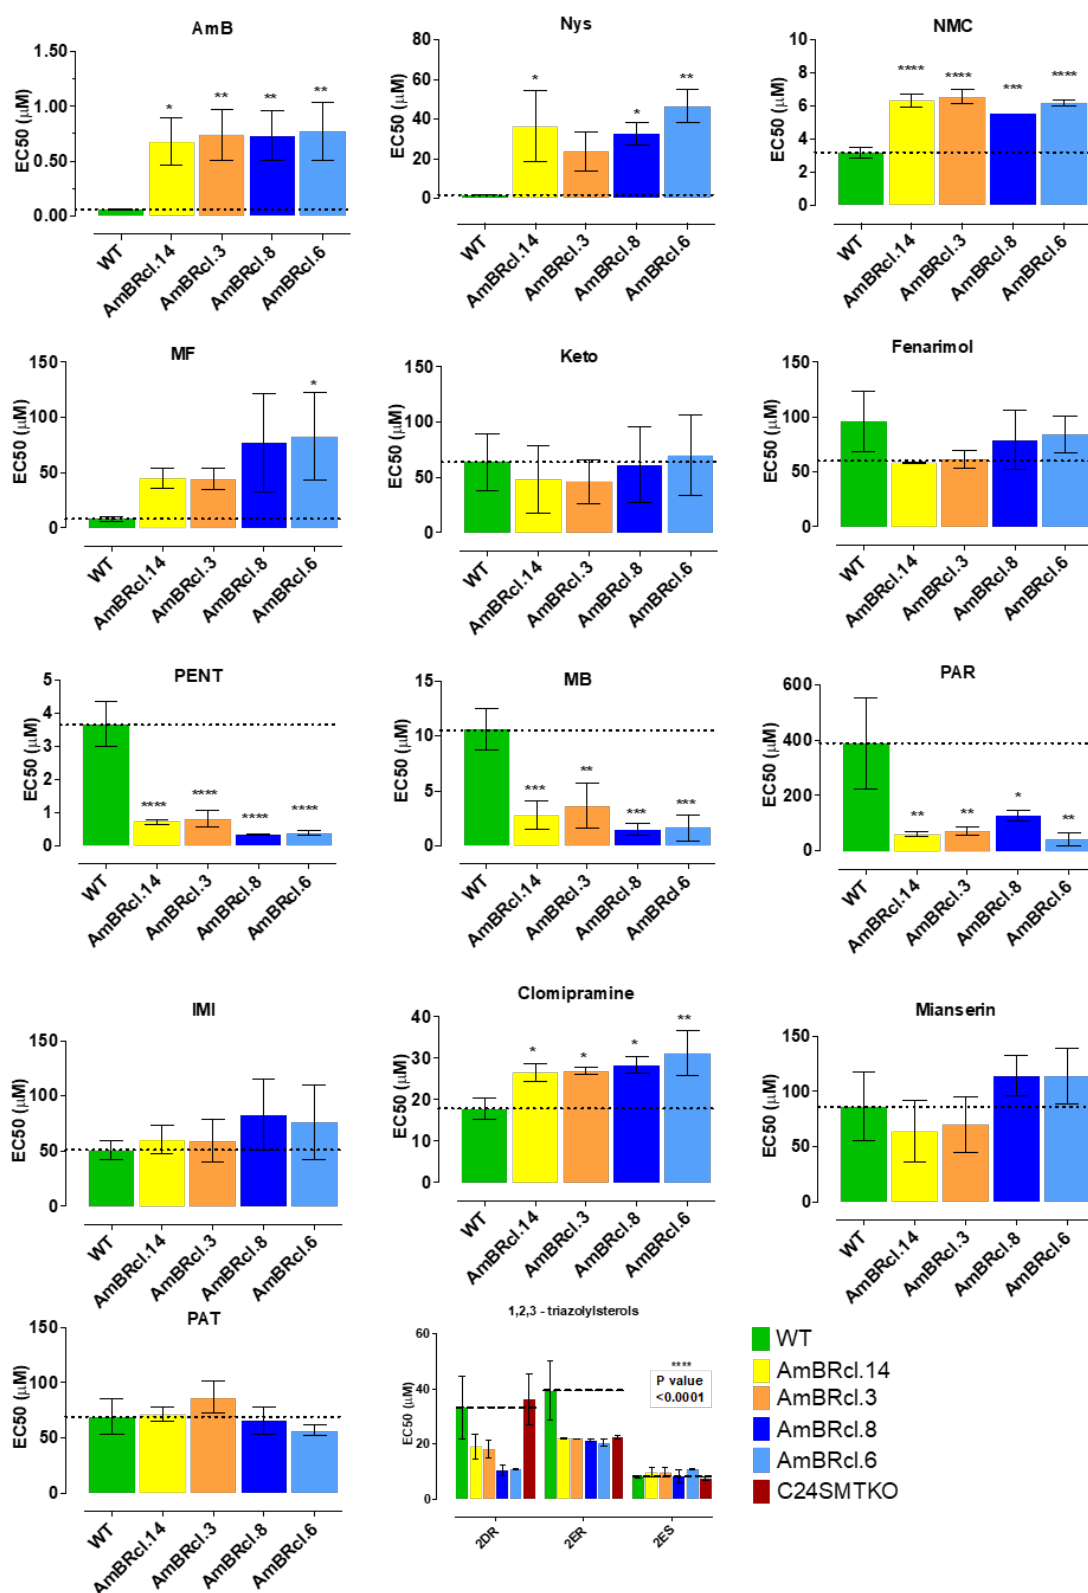 AmB
EC50 (µM)
1.50
1.00
0.50
0.00
*
**
**
**
WT
AmBRcl.14
AmBRcl.3
AmBRcl.8
AmBRcl.6
Nys
EC50 (µM)
80
60
40
20
0
*
*
**
WT
AmBRcl.14
AmBRcl.3
AmBRcl.8
AmBRcl.6
NMC
EC50 (µM)
10
8
6
4
2
0
****
****
***
****
WT
AmBRcl.14
AmBRcl.3
AmBRcl.8
AmBRcl.6
MF
EC50 (µM)
150
100
50
0
*
WT
AmBRcl.14
AmBRcl.3
AmBRcl.8
AmBRcl.6
Keto
EC50 (µM)
150
100
50
0
WT
AmBRcl.14
AmBRcl.3
AmBRcl.8
AmBRcl.6
Fenarimol
EC50 (µM)
150
100
50
0
WT
AmBRcl.14
AmBRcl.3
AmBRcl.8
AmBRcl.6
PENT
EC50 (µM)
5
4
3
2
1
0
****
****
****
****
WT
AmBRcl.14
AmBRcl.3
AmBRcl.8
AmBRcl.6
MB
EC50 (µM)
15
10
5
0
***
**
***
***
WT
AmBRcl.14
AmBRcl.3
AmBRcl.8
AmBRcl.6
PAR
EC50 (µM)
600
400
200
0
**
**
*
**
WT
AmBRcl.14
AmBRcl.3
AmBRcl.8
AmBRcl.6
IMI
EC50 (µM)
150
100
50
0
WT
AmBRcl.14
AmBRcl.3
AmBRcl.8
AmBRcl.6
Clomipramine
EC50 (µM)
40
30
20
10
0
*
*
*
**
WT
AmBRcl.14
AmBRcl.3
AmBRcl.8
AmBRcl.6
Mianserin
EC50 (µM)
150
100
50
0
WT
AmBRcl.14
AmBRcl.3
AmBRcl.8
AmBRcl.6
PAT
EC50 (µM)
150
100
50
0
WT
AmBRcl.14
AmBRcl.3
AmBRcl.8
AmBRcl.6
1,2,3 - triazolylsterols
EC50 (µM)
60
40
20
0
****
P value
<0.0001
2DR
2ER
2ES
WT
AmBRcl.14
AmBRcl.3
AmBRcl.8
AmBRcl.6
C24SMTKO